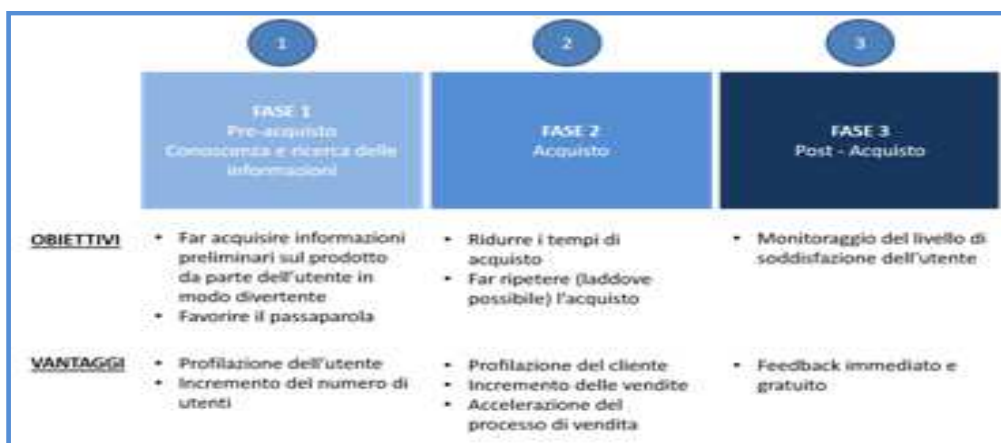 1
2
3
FASE 1
Pre-acquisto
Conoscenza e ricerca delle
informazioni
FASE 2
Acquisto
FASE 3
Post - Acquisto
OBIETTIVI
• Far acquisire informazioni
preliminari sul prodotto
da parte dell'utente in
modo divertente
• Favorire il passaparola
• Ridurre i tempi di
acquisto
• Far ripetere (laddove
possibile) l'acquisto
• Monitoraggio del livello di
soddisfazione dell'utente
VANTAGGI
• Profilazione dell'utente
• Incremento del numero di
utenti
• Profilazione del cliente
• Incremento delle vendite
• Accelerazione del
processo di vendita
• Feedback immediato e
gratuito